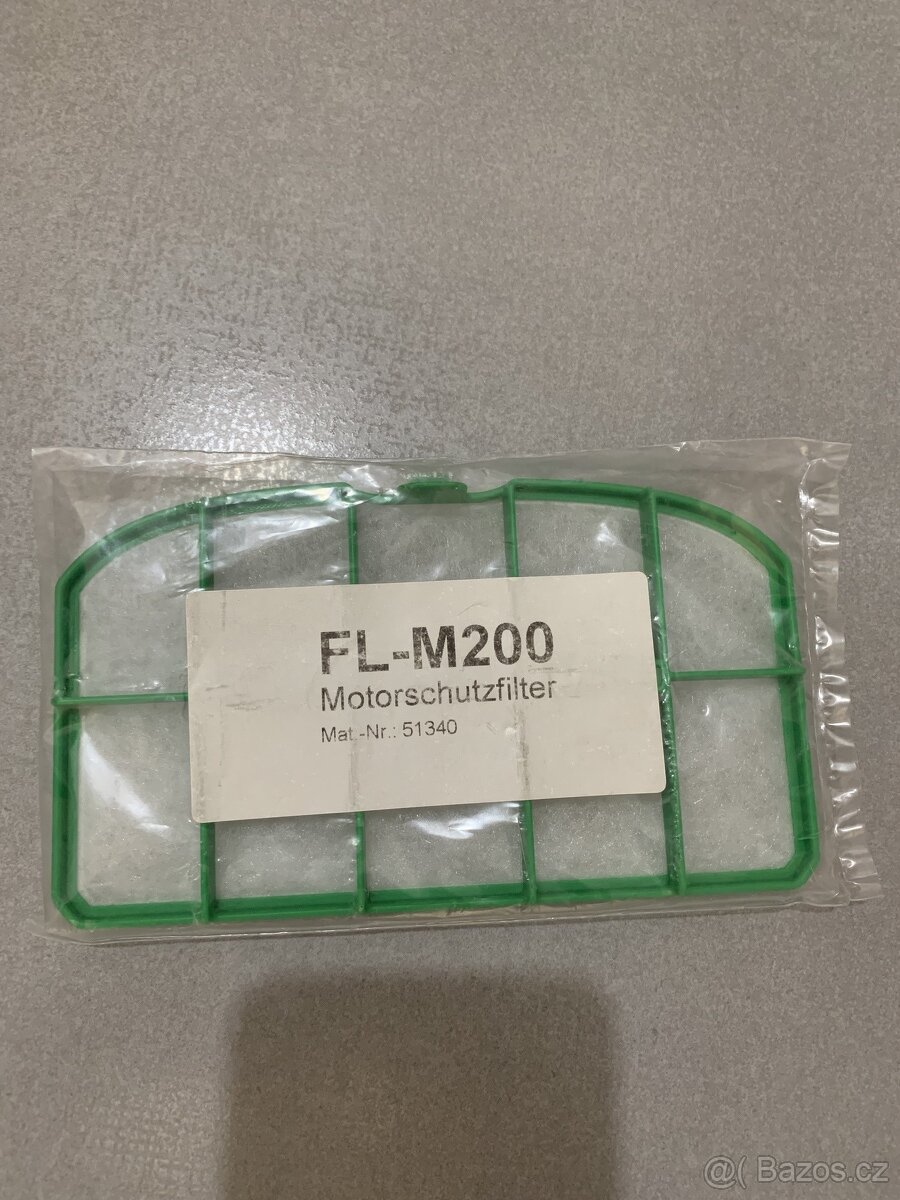 FL-M200
Motorschutzfilter
Mat.-Nr.: 51340
@( Bazos.cz